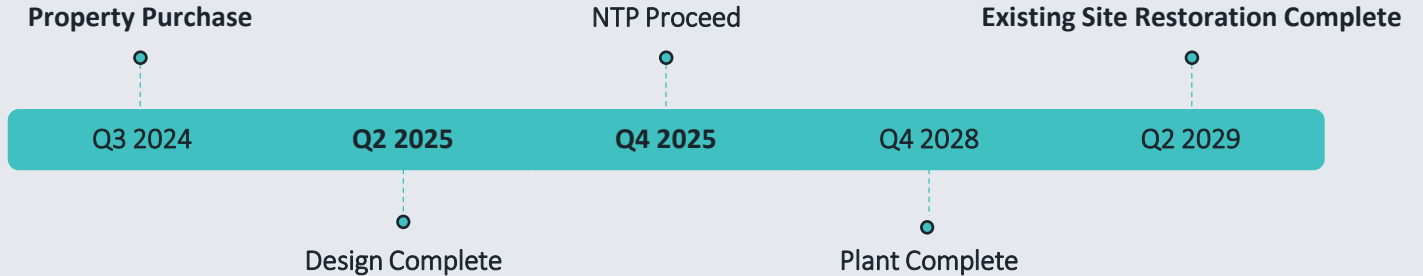 Property Purchase
NTP Proceed
Existing Site Restoration Complete
Q3 2024
Q2 2025
Q4 2025
Q4 2028
Q2 2029
Design Complete
Plant Complete